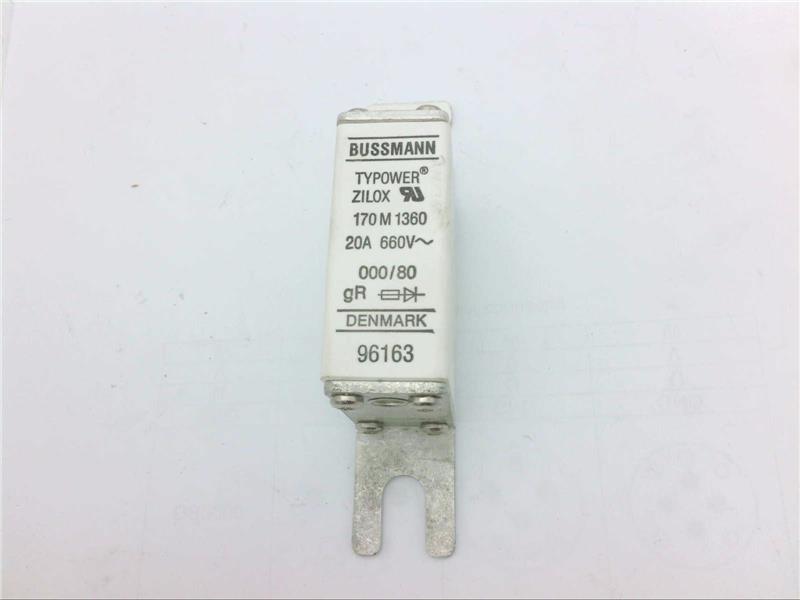 BUSSMANN
TYPOWER®
ZILOX
170 M 1360
20A 660V~
000/80
gR
DENMARK
96163